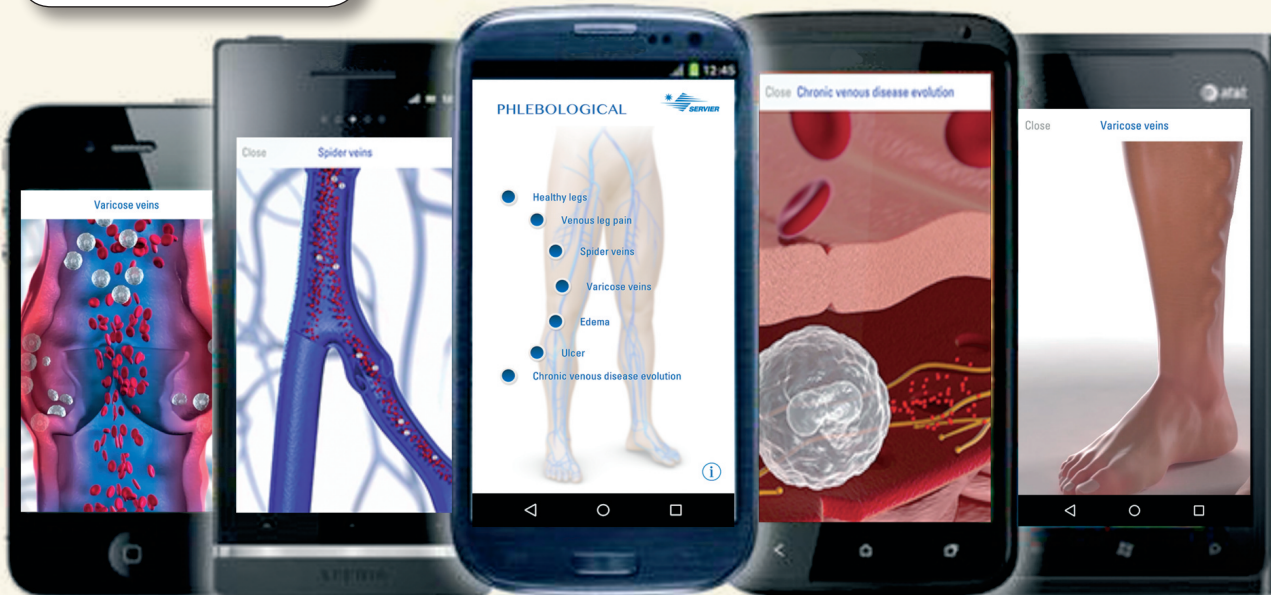 Varicose veins
Close Spider veins
XPERIA
12:45
PHLEBOLOGICAL
SERVIER
Healthy legs
Venous leg pain
Spider veins
Varicose veins
Edema
Ulcer
Chronic venous disease evolution
i
Close Chronic venous disease evolution
at&t
Close Varicose veins